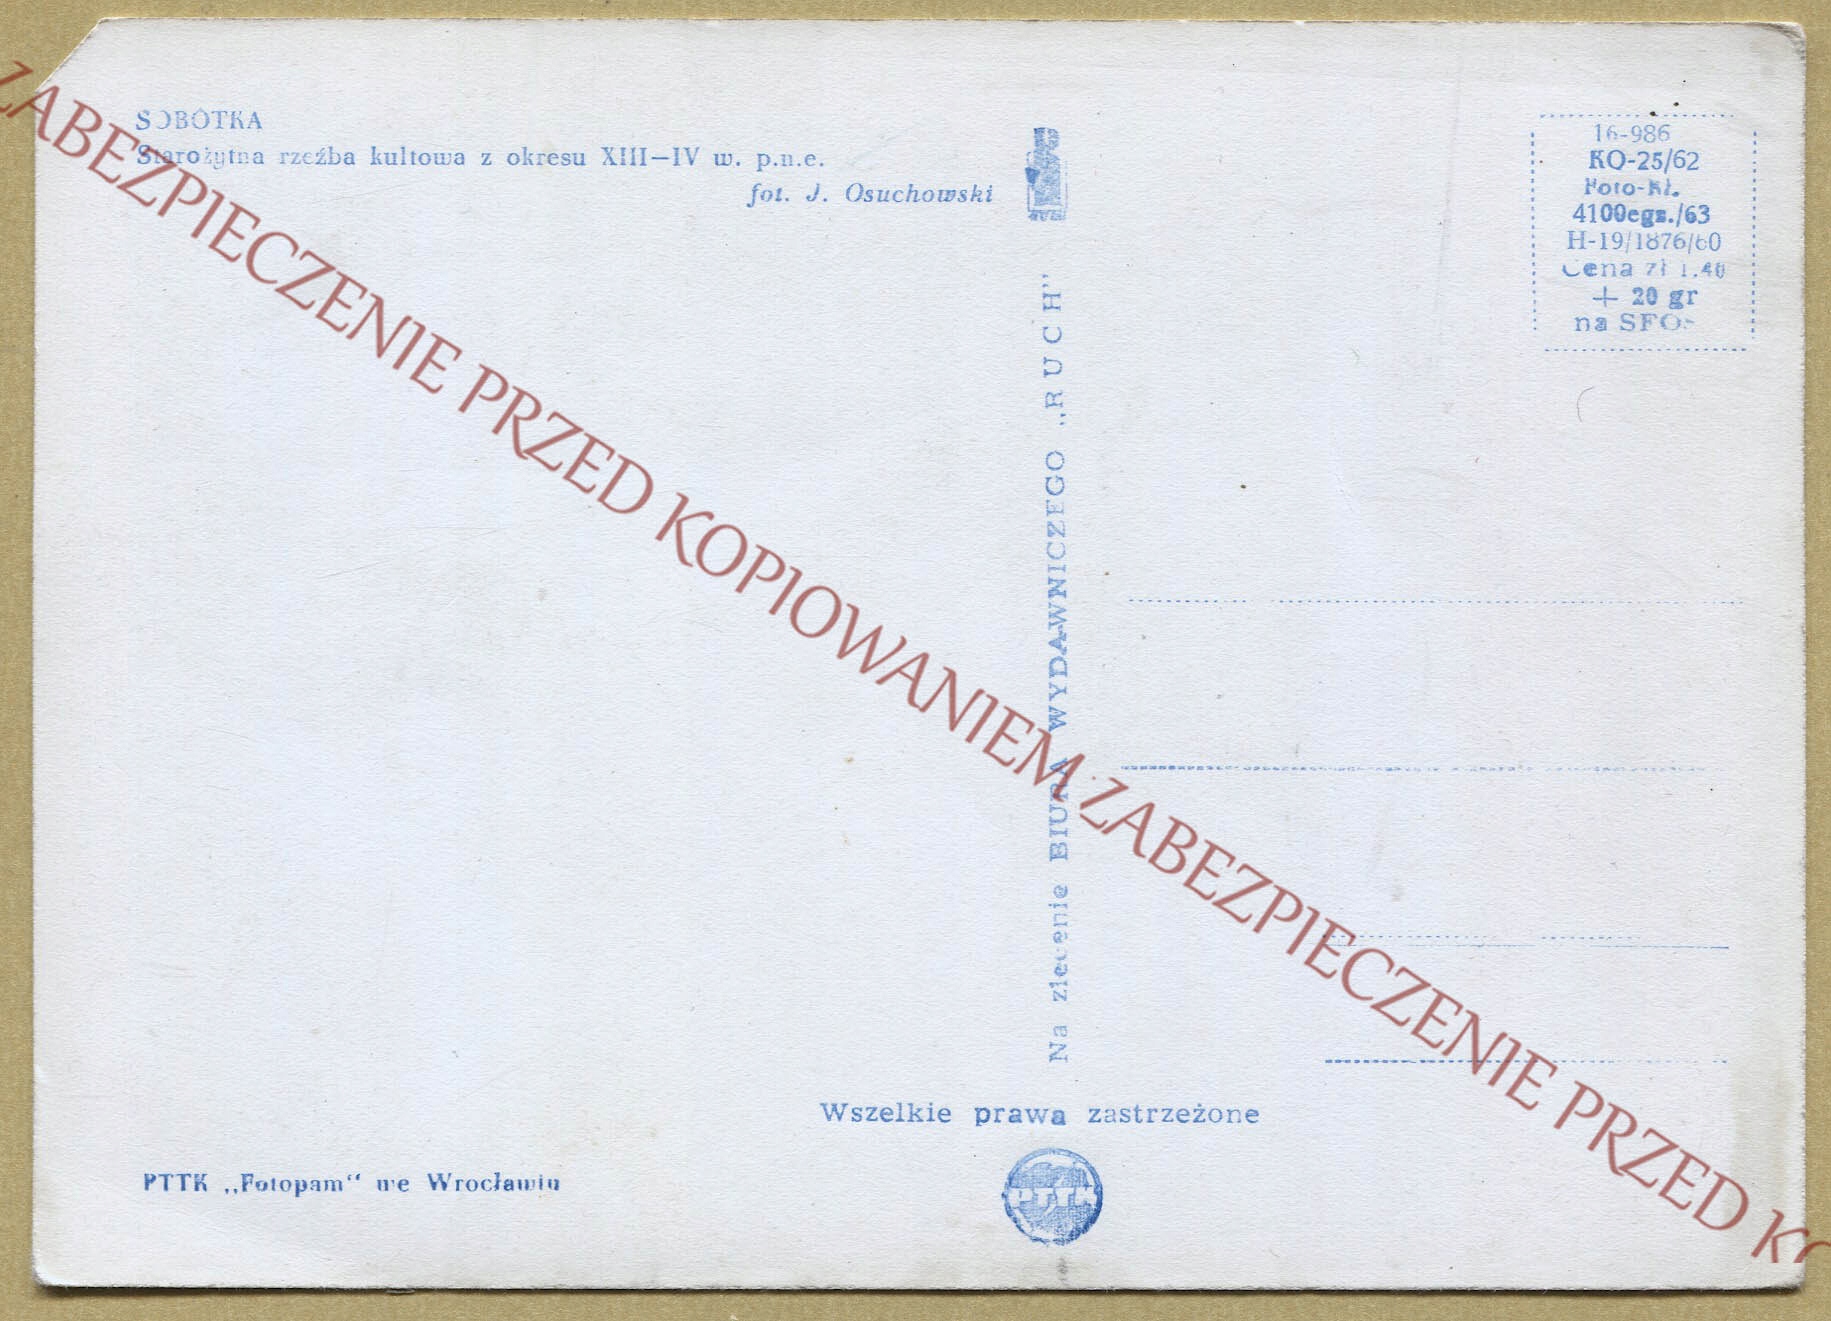 SOBÓTKA
Starożytna rzeźba kultowa z okresu XIII—IV w. p.n.e.
fot. J. Osuchowski
16-986
KO-25/62
Foto-Kł.
4100egz./63
H-19/1876/60
Cena zł 1.40
+ 20 gr
na SFOS
Na zlecenie BIURA WYDAWNICZEGO „RUCH”
Wszelkie prawa zastrzeżone
PTTK „Fotopam“ we Wrocławiu
PTTK
ZABEZPIECZENIE PRZED KOPIOWANIEM ZABEZPIECZENIE PRZED KO